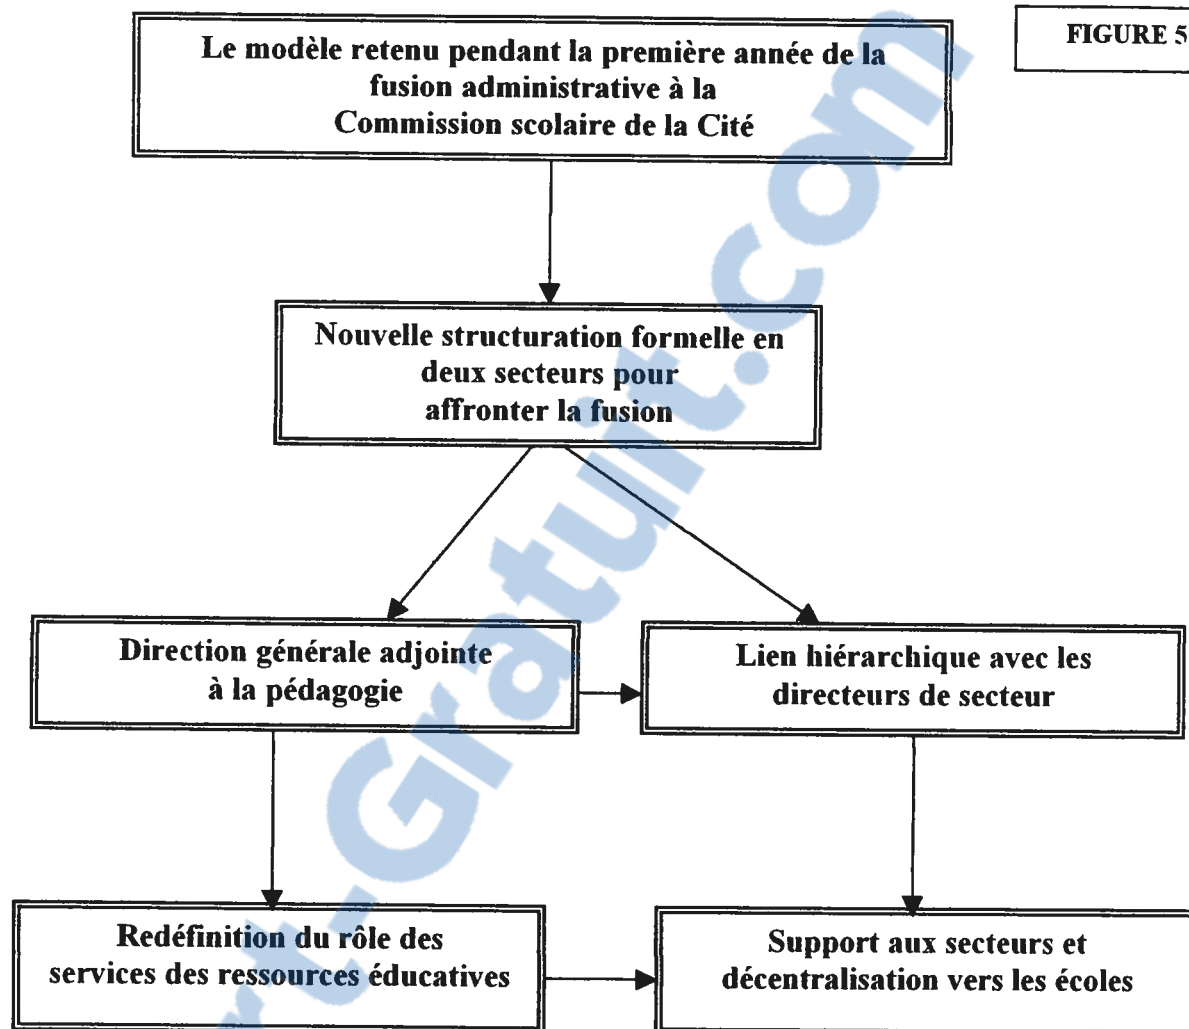 FIGURE 5
Le modèle retenu pendant la première année de la
fusion administrative à la
Commission scolaire de la Cité
Nouvelle structuration formelle en
deux secteurs pour
affronter la fusion
Direction générale adjointe
à la pédagogie
Lien hiérarchique avec les
directeurs de secteur
Redéfinition du rôle des
services des ressources éducatives
Support aux secteurs et
décentralisation vers les écoles
rt-Gratuit.com